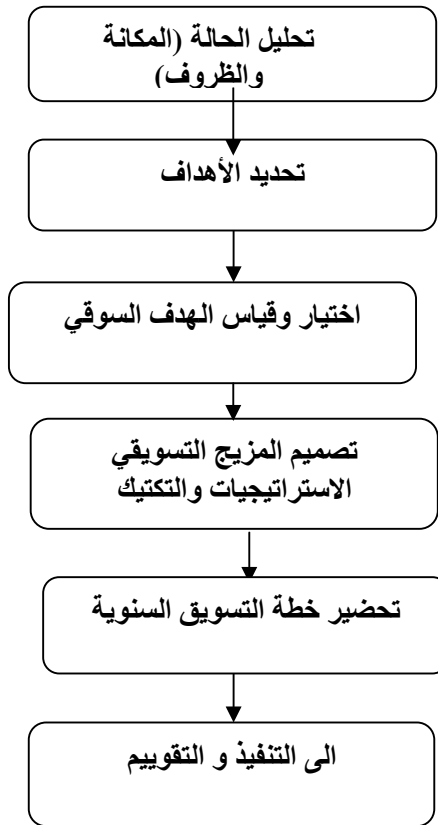 تحليل الحالة (المكانة
والظروف)
تحديد الأهداف
اختيار وقياس الهدف السوقي
تصميم المزيج التسويقي
الاستراتيجيات والتكتيك
تحضير خطة التسويق السنوية
الى التنفيذ و التقوييم